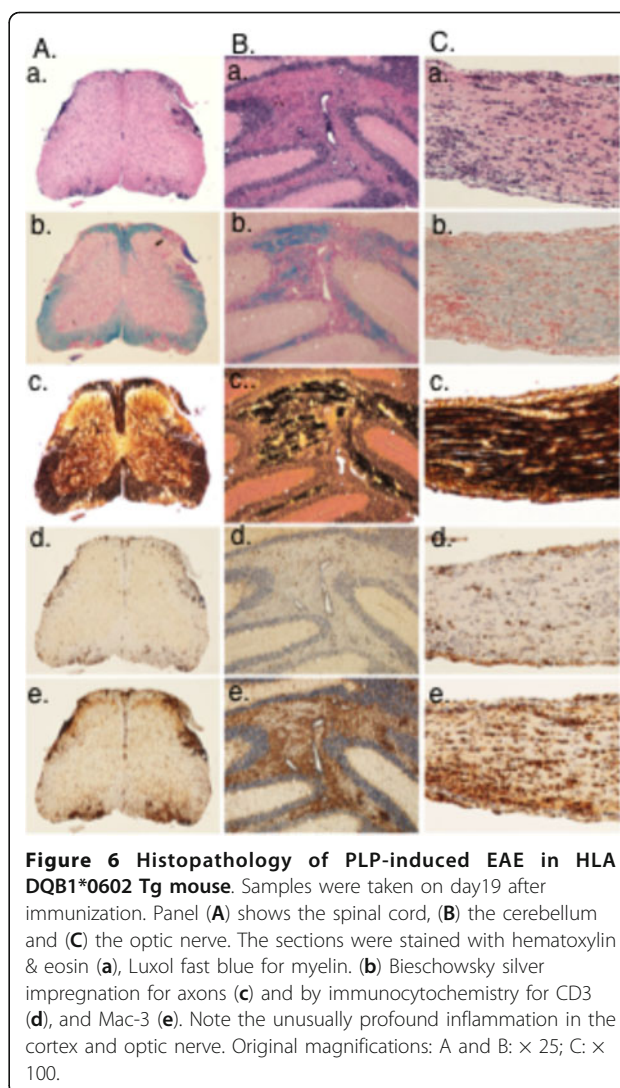 A.
B.
C.
a.
a.
a.
b.
b.
b.
c.
c..
c.
d.
d.
d.
e.
e.
e.
Figure 6 Histopathology of PLP-induced EAE in HLA
DQB1*0602 Tg mouse. Samples were taken on day19 after
immunization. Panel (A) shows the spinal cord, (B) the cerebellum
and (C) the optic nerve. The sections were stained with hematoxylin
& eosin (a), Luxol fast blue for myelin. (b) Bieschowsky silver
impregnation for axons (c) and by immunocytochemistry for CD3
(d), and Mac-3 (e). Note the unusually profound inflammation in the
cortex and optic nerve. Original magnifications: A and B: × 25; C: ×
100.